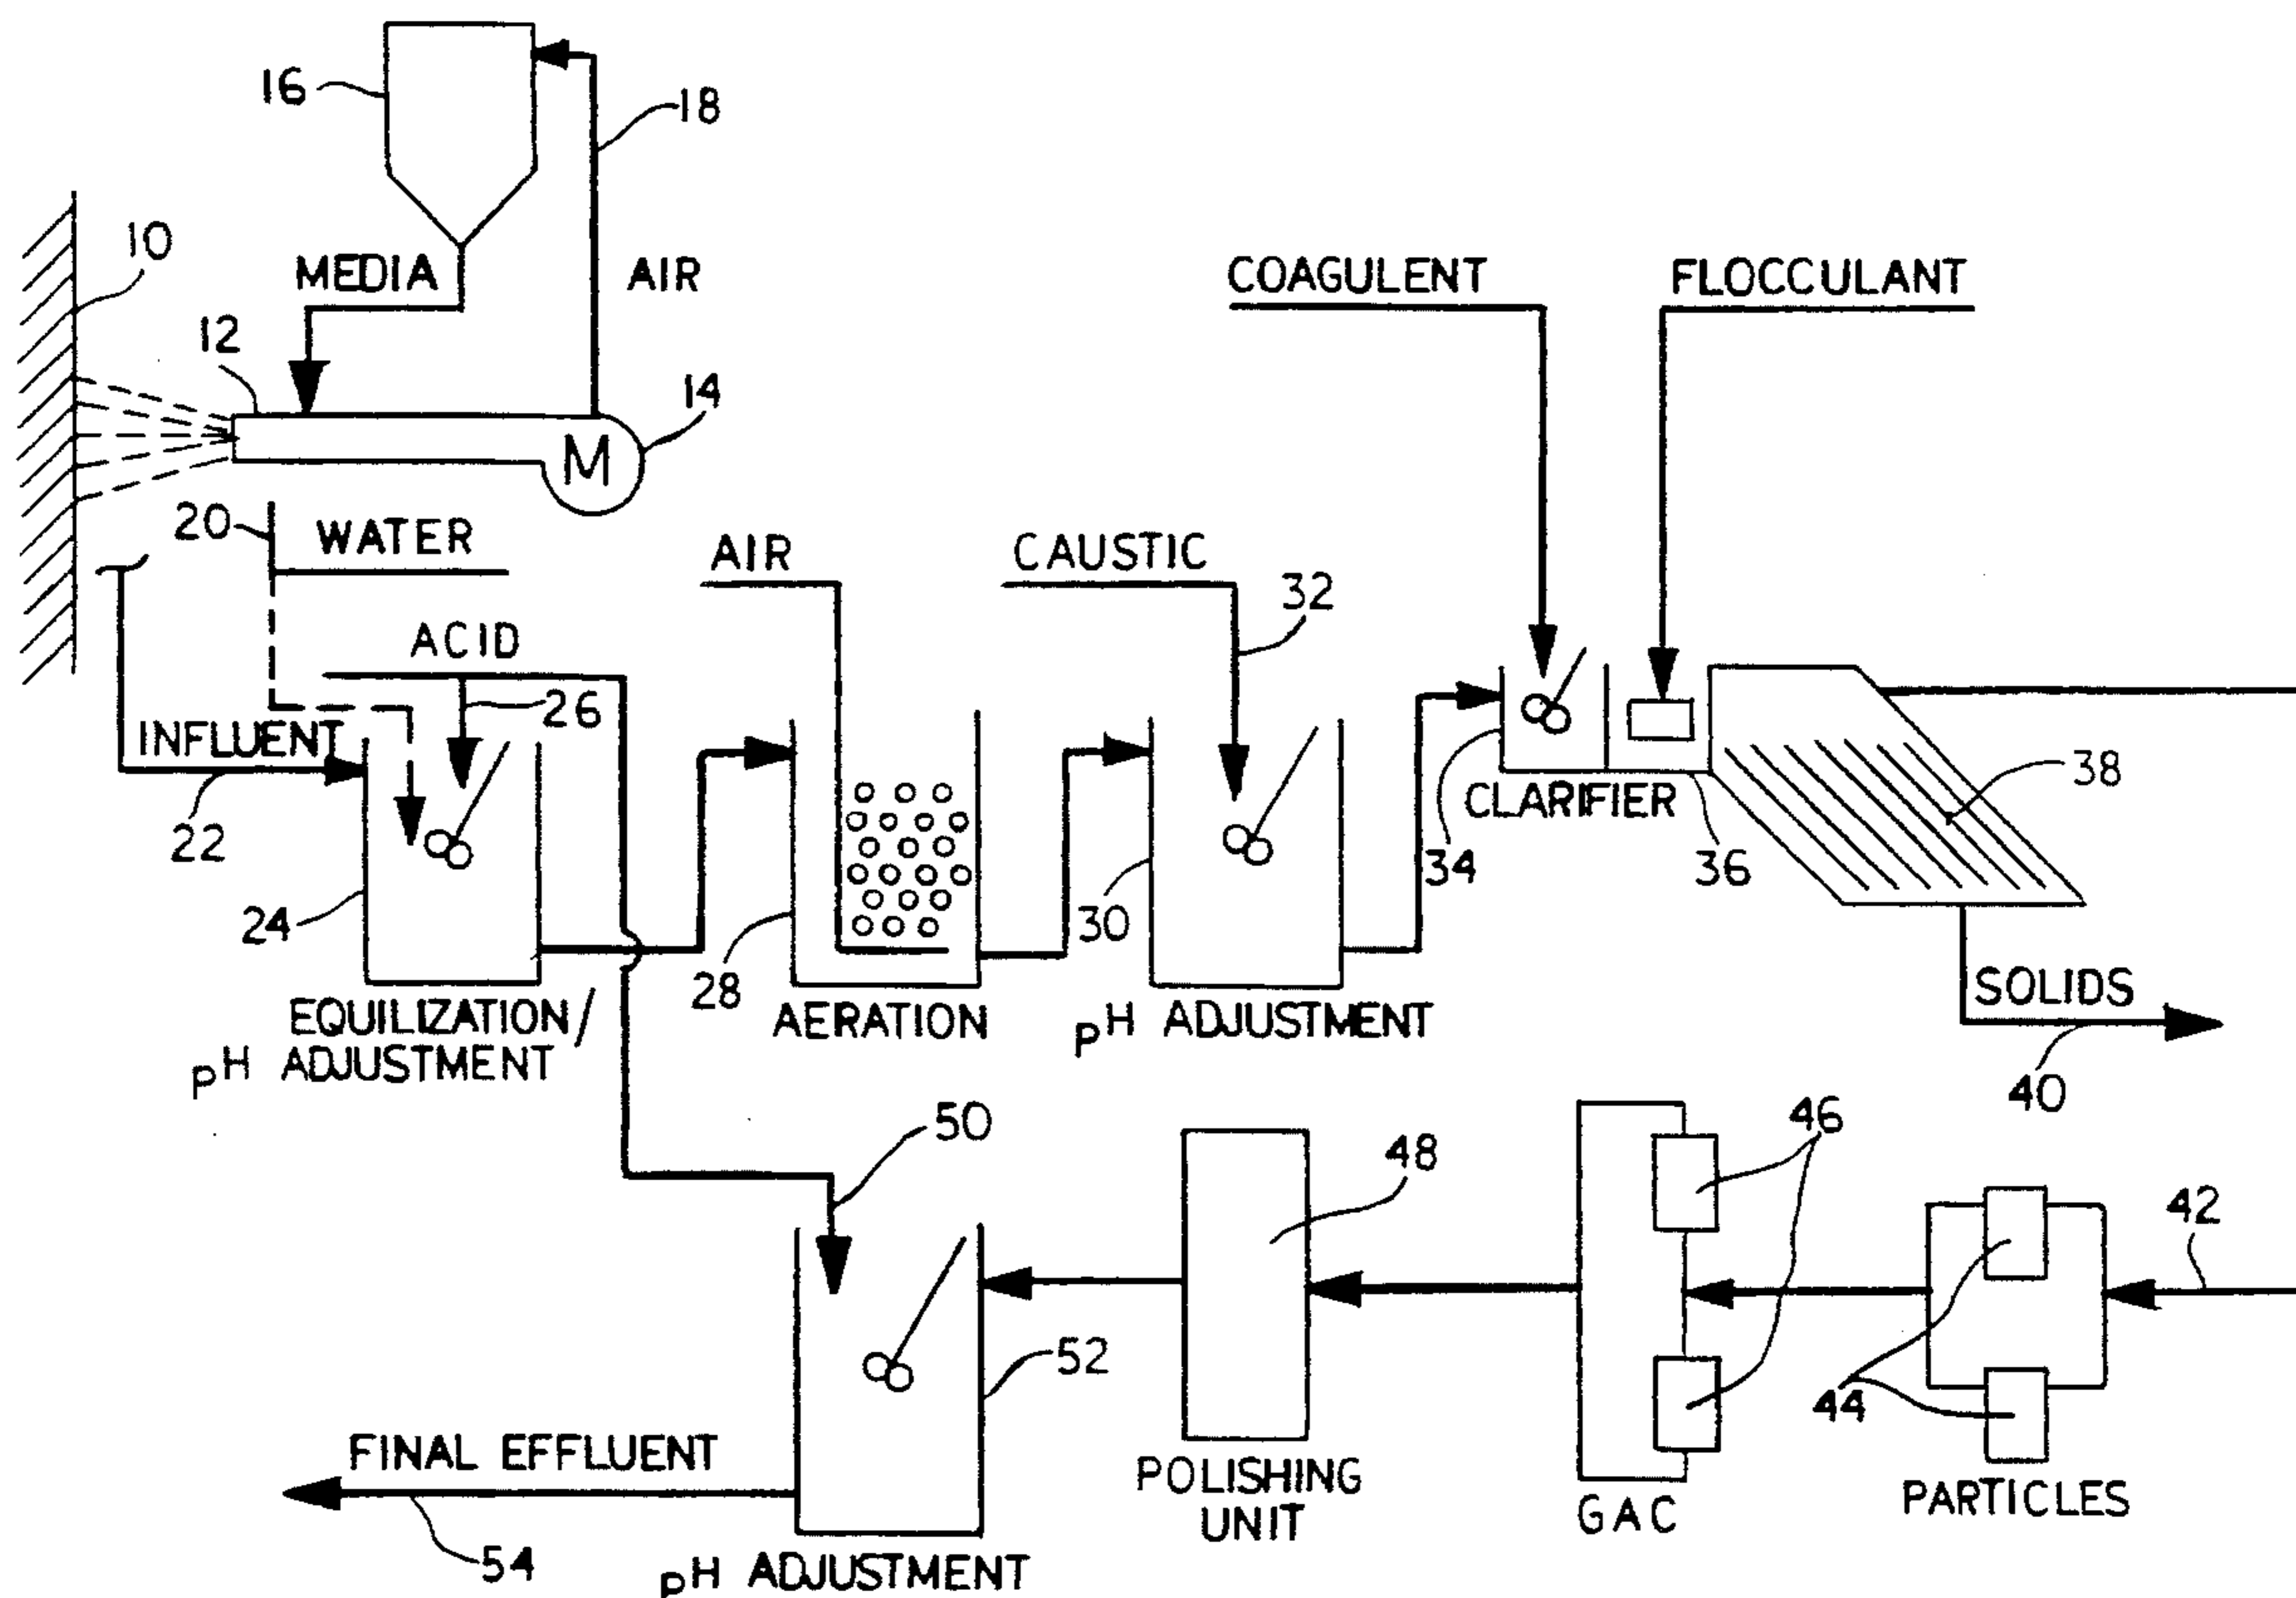 16
18
10
MEDIA
AIR
12
14
M
COAGULENT
FLOCCULANT
20
WATER
AIR
CAUSTIC
32
ACID
26
INFLUENT
22
24
28
30
34
CLARIFIER
36
38
EQUILIZATION/
pH ADJUSTMENT
AERATION
pH ADJUSTMENT
SOLIDS
40
50
48
46
42
44
52
FINAL EFFLUENT
54
pH ADJUSTMENT
POLISHING
UNIT
GAC
PARTICLES